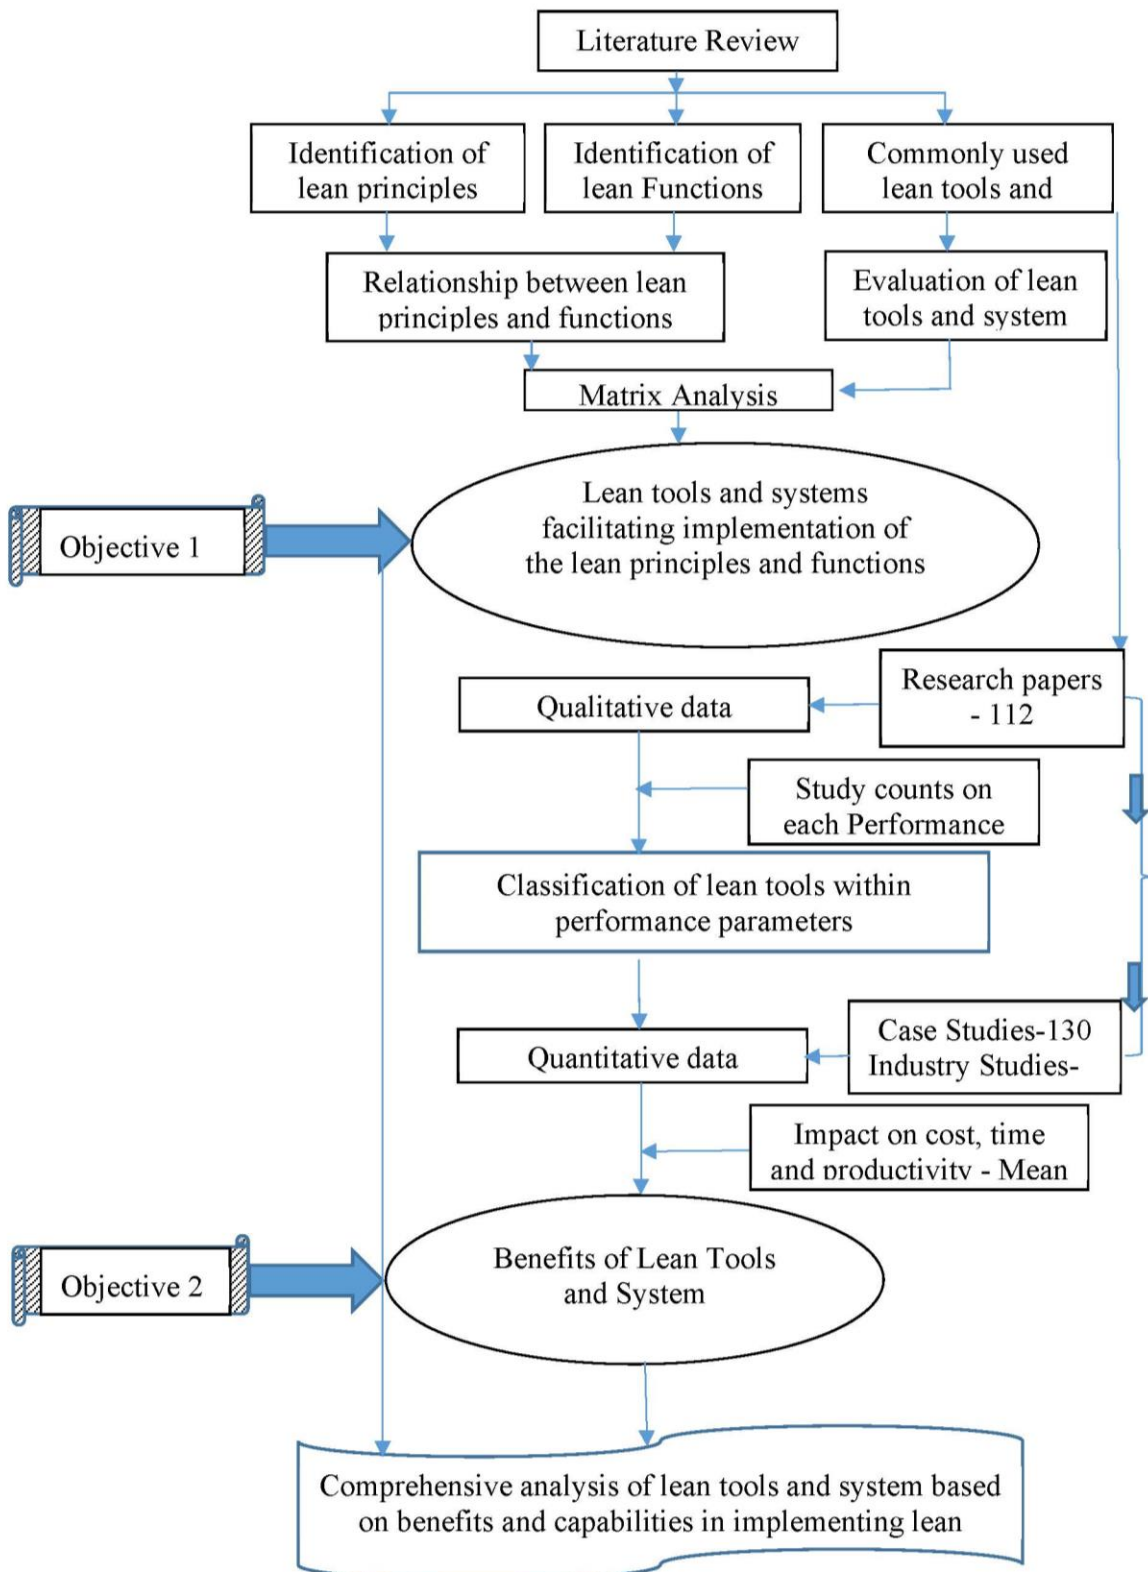 Literature Review
Identification of
lean principles
Identification of
lean Functions
Commonly used
lean tools and
Relationship between lean
principles and functions
Evaluation of lean
tools and system
Matrix Analysis
Lean tools and systems
facilitating implementation of
the lean principles and functions
Objective 1
Research papers
- 112
Qualitative data
Study counts on
each Performance
Classification of lean tools within
performance parameters
Case Studies-130
Industry Studies-
Quantitative data
Impact on cost, time
and productivity - Mean
Benefits of Lean Tools
and System
Objective 2
Comprehensive analysis of lean tools and system based
on benefits and capabilities in implementing lean